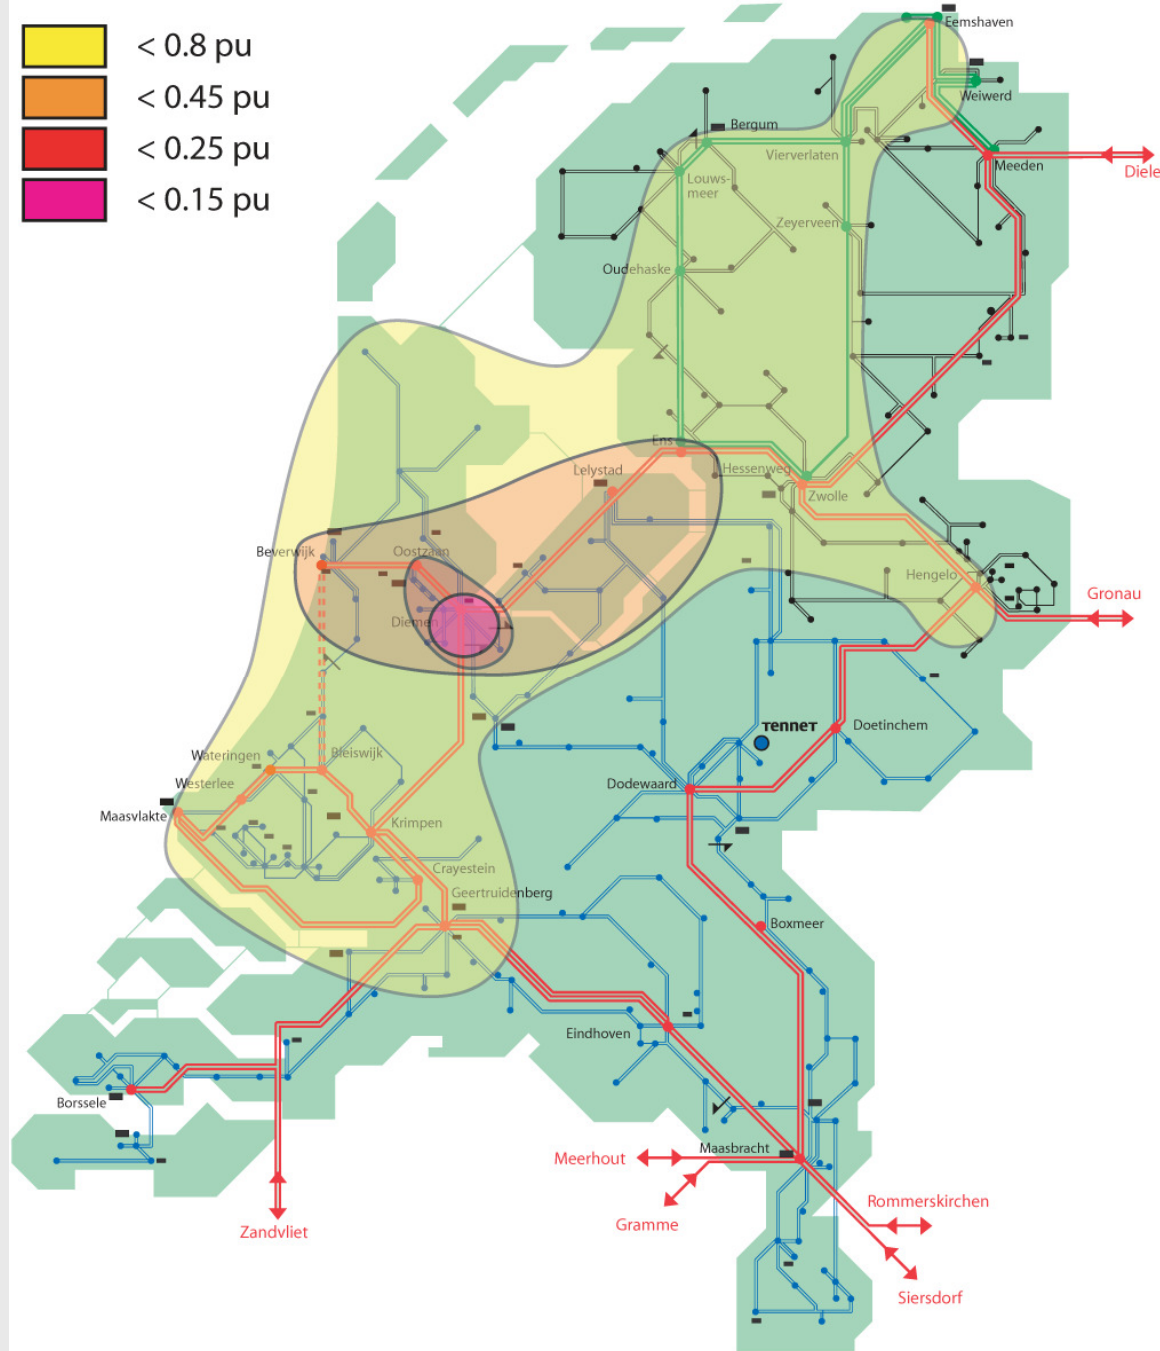 < 0.8 pu
< 0.45 pu
< 0.25 pu
< 0.15 pu
Eemshaven
Weiwerd
Bergum
Vierverlaten
Meeden
Diele
Louws-
meer
Zeyerveen
Oudehaske
Ens
Lelystad
Hessenweg
Zwolle
Beverwijk
Oostzaan
Hengelo
Gronau
Diemen
TenneT
Doetinchem
Wateringen
Bleiswijk
Westerlee
Dodewaard
Maasvlakte
Krimpen
Crayestein
Geertruidenberg
Boxmeer
Eindhoven
Borssele
Maasbracht
Meerhout
Rommerskirchen
Gramme
Zandvliet
Siersdorf